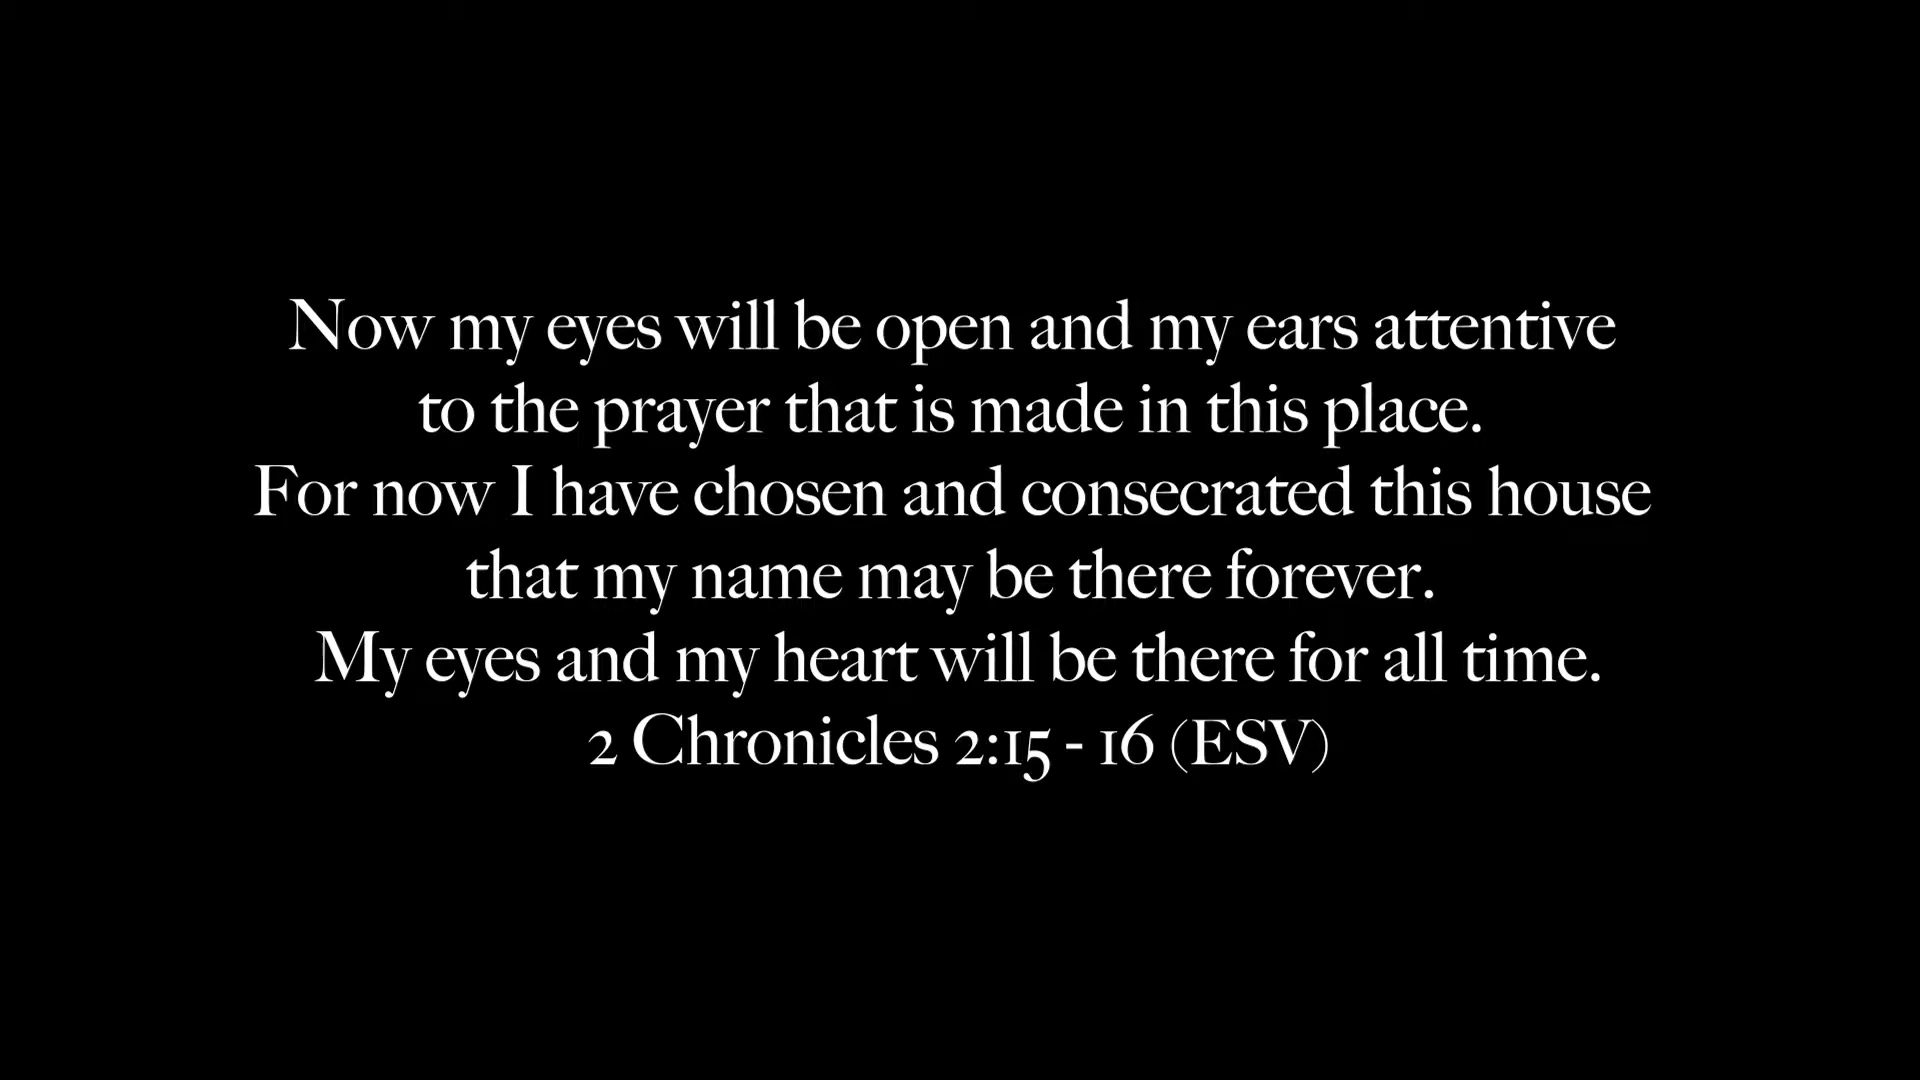 Now my eyes will be open and my ears attentive
to the prayer that is made in this place.
For now I have chosen and consecrated this house
that my name may be there forever.
My eyes and my heart will be there for all time.
2 Chronicles 2:15 - 16 (ESV)